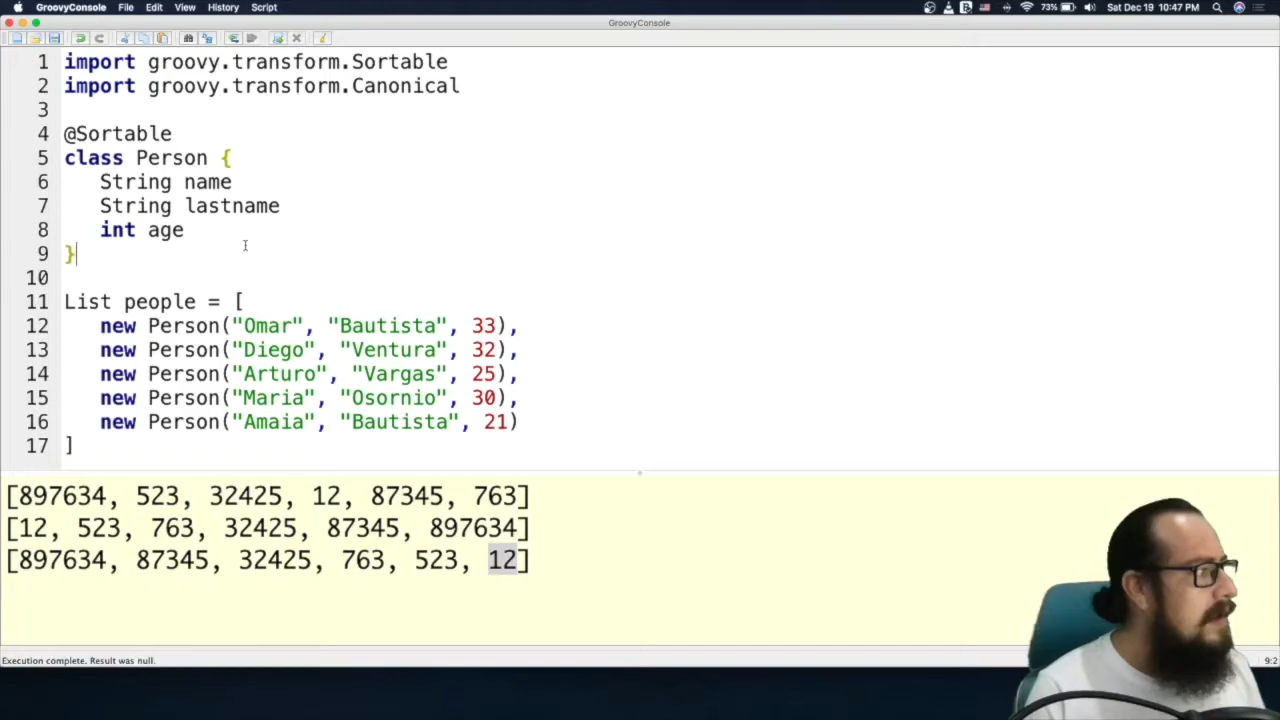 GroovyConsole File Edit View History Script 73% Sat Dec 19 10:47 PM
GroovyConsole
1 import groovy.transform.Sortable
2 import groovy.transform.Canonical
3
4 @Sortable
5 class Person {
6 String name
7 String lastname
8 int age
9 }
10
11 List people = [
12 new Person("Omar", "Bautista", 33),
13 new Person("Diego", "Ventura", 32),
14 new Person("Arturo", "Vargas", 25),
15 new Person("Maria", "Osornio", 30),
16 new Person("Amaia", "Bautista", 21)
17 ]
[897634, 523, 32425, 12, 87345, 763]
[12, 523, 763, 32425, 87345, 897634]
[897634, 87345, 32425, 763, 523, 12]
Execution complete. Result was null. 9:2